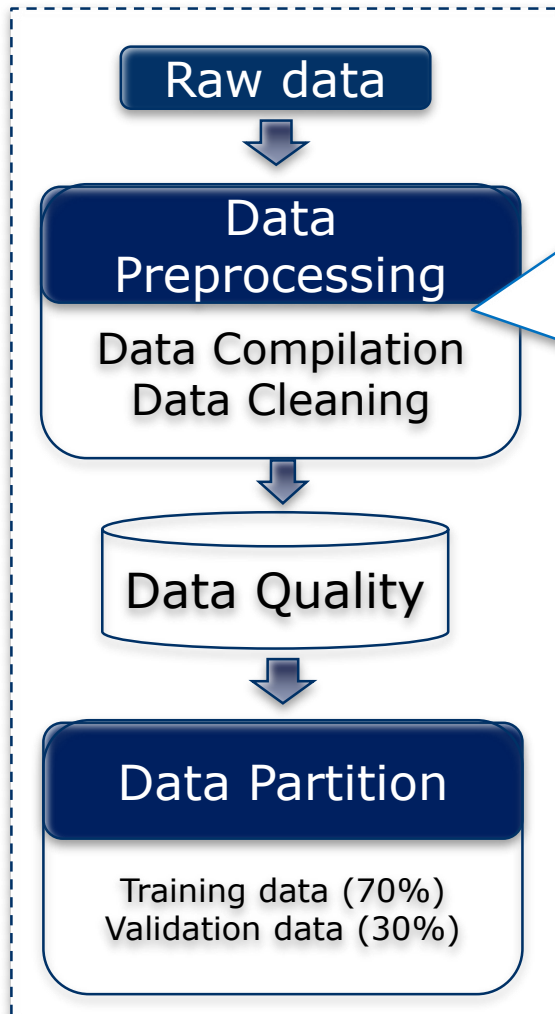 Raw data
Data
Preprocessing
Data Compilation
Data Cleaning
Data Quality
Data Partition
Training data (70%)
Validation data (30%)